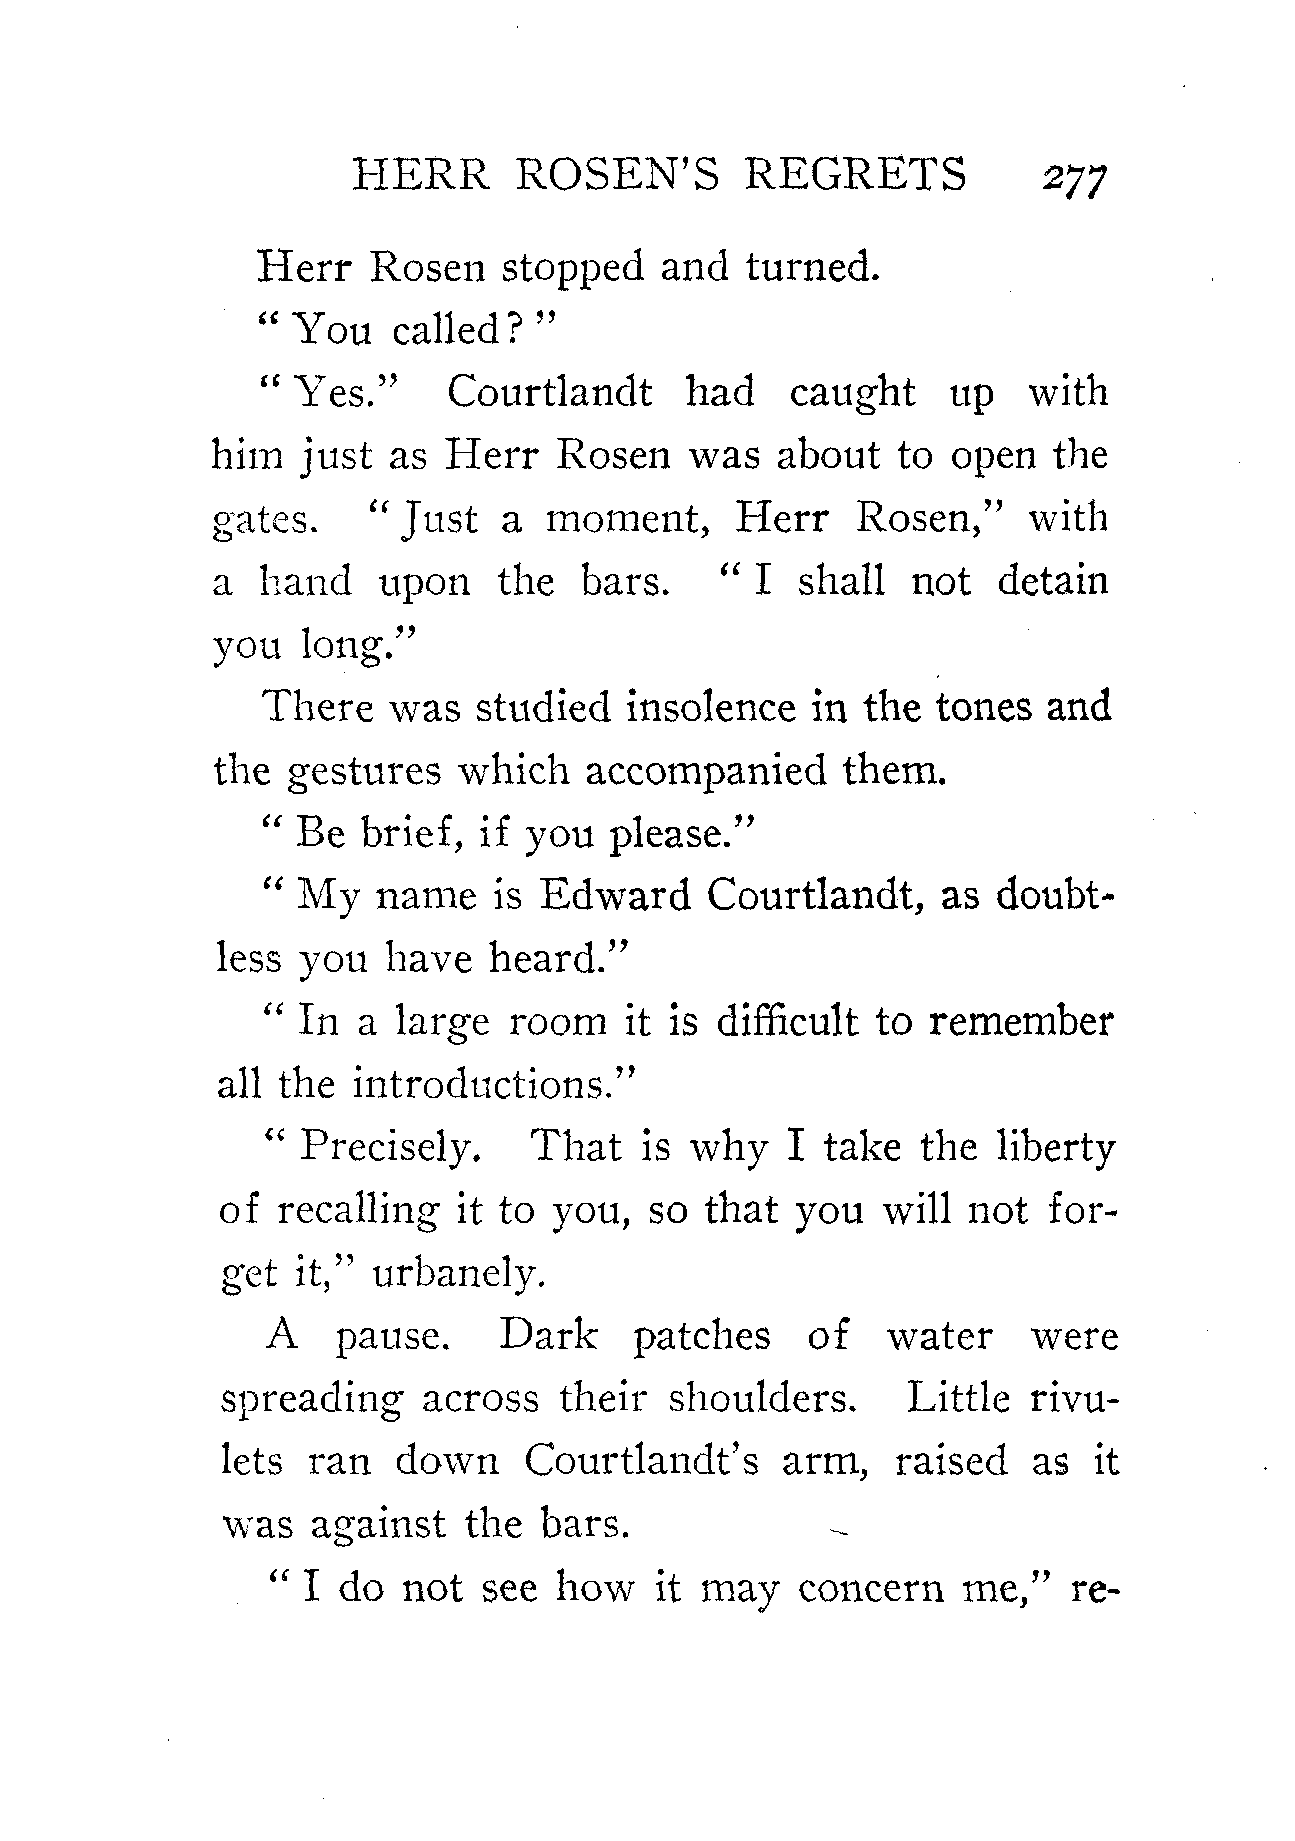 HERR ROSEN'S REGRETS 277
Herr Rosen stopped and turned.
" You called? "
" Yes." Courtlandt had caught up with
him just as Herr Rosen was about to open the
gates. " Just a moment, Herr Rosen," with
a hand upon the bars. " I shall not detain
you long."
There was studied insolence in the tones and
the gestures which accompanied them.
" Be brief, if you please."
" My name is Edward Courtlandt, as doubt-
less you have heard."
" In a large room it is difficult to remember
all the introductions."
" Precisely. That is why I take the liberty
of recalling it to you, so that you will not for-
get it," urbanely.
A pause. Dark patches of water were
spreading across their shoulders. Little rivu-
lets ran down Courtlandt's arm, raised as it
was against the bars.
" I do not see how it may concern me," re-